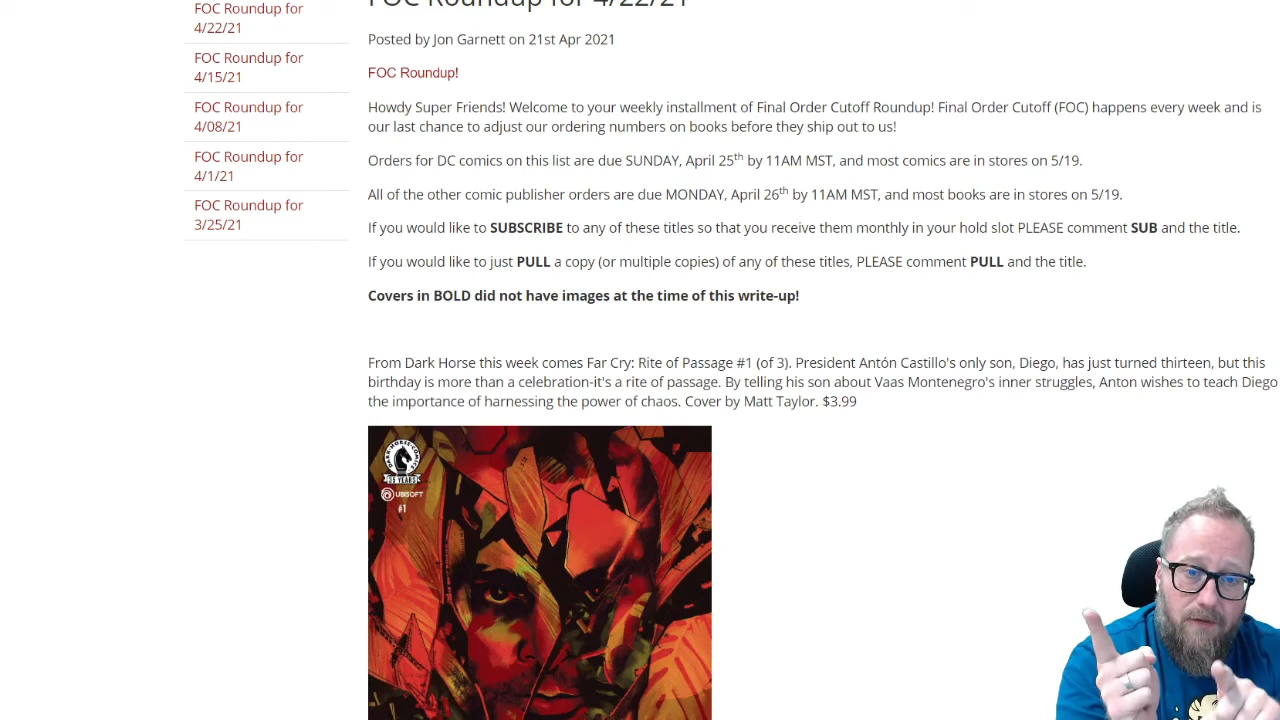 FOC Roundup for 4/22/21
FOC Roundup for
4/22/21
FOC Roundup for
4/15/21
FOC Roundup for
4/08/21
FOC Roundup for
4/1/21
FOC Roundup for
3/25/21
Posted by Jon Garnett on 21st Apr 2021
FOC Roundup!
Howdy Super Friends! Welcome to your weekly installment of Final Order Cutoff Roundup! Final Order Cutoff (FOC) happens every week and is
our last chance to adjust our ordering numbers on books before they ship out to us!
Orders for DC comics on this list are due SUNDAY, April 25th by 11AM MST, and most comics are in stores on 5/19.
All of the other comic publisher orders are due MONDAY, April 26th by 11AM MST, and most books are in stores on 5/19.
If you would like to SUBSCRIBE to any of these titles so that you receive them monthly in your hold slot PLEASE comment SUB and the title.
If you would like to just PULL a copy (or multiple copies) of any of these titles, PLEASE comment PULL and the title.
Covers in BOLD did not have images at the time of this write-up!
From Dark Horse this week comes Far Cry: Rite of Passage #1 (of 3). President Antón Castillo's only son, Diego, has just turned thirteen, but this
birthday is more than a celebration-it's a rite of passage. By telling his son about Vaas Montenegro's inner struggles, Anton wishes to teach Diego
the importance of harnessing the power of chaos. Cover by Matt Taylor. $3.99
DARK HORSE COMICS
35 YEARS
UBISOFT
#1